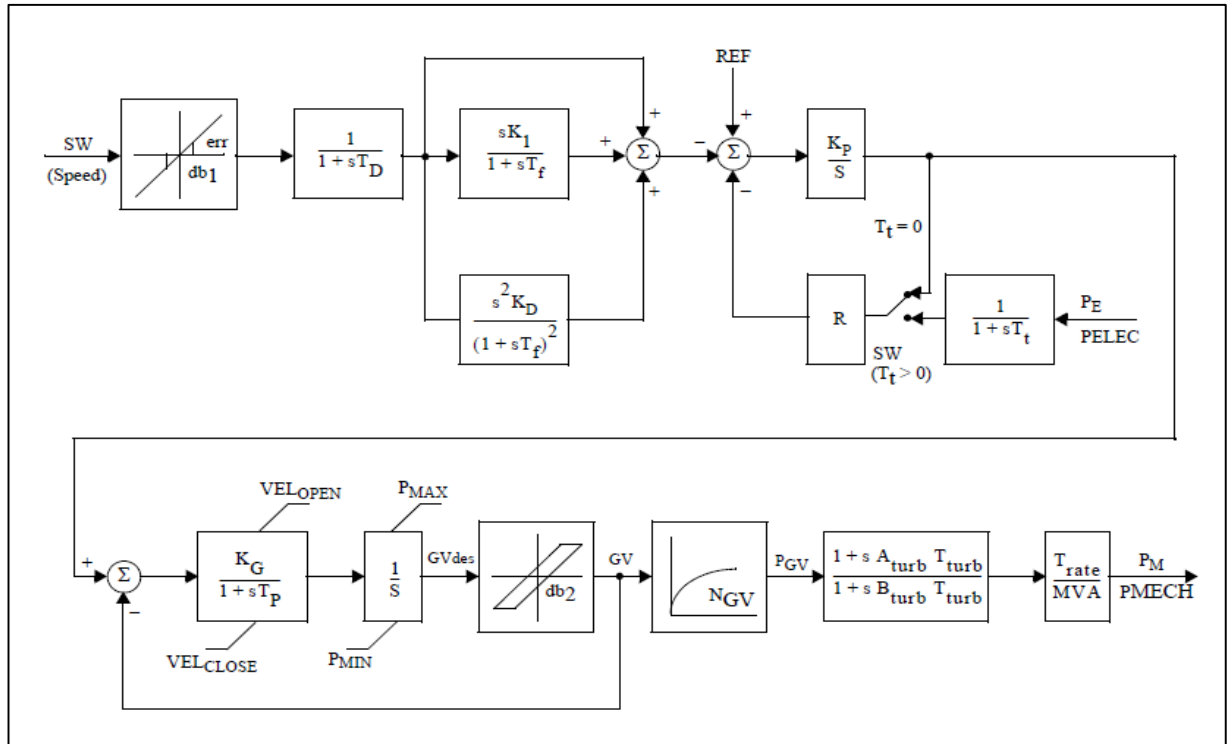 REF
SW
(Speed)
err
db1
1
1 + sTD
sK1
1 + sTf
+
+
+
Σ
−
+
−
Σ
KP
S
Tt = 0
s2 KD
(1 + sTf)2
R
SW
(Tt > 0)
1
1 + sTt
PE
PELEC
VELOPEN
PMAX
+
−
Σ
KG
1 + sTP
VELCLOSE
1
S
PMIN
GVdes
db2
GV
NGV
PGV
1 + s Aturb Tturb
1 + s Bturb Tturb
Trate
MVA
PM
PMECH